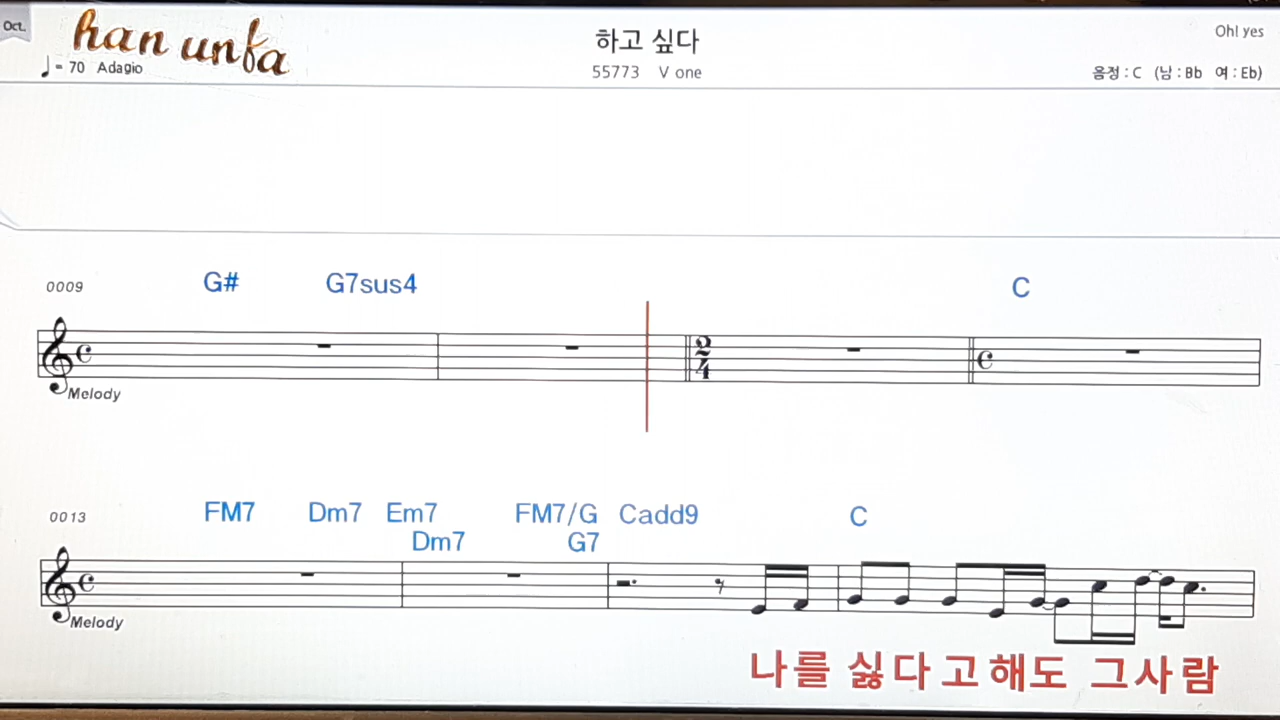 Oct.
han unfa
하고 싶다
Oh! yes
♩= 70 Adagio
55773 V one
음정 : C (남 : Bb 여 : Eb)
0009
G# G7sus4 C
2
4
Melody
0013
FM7 Dm7 Em7 FM7/G Cadd9 C
Dm7 G7
Melody
나를 싫다고해도 그사람